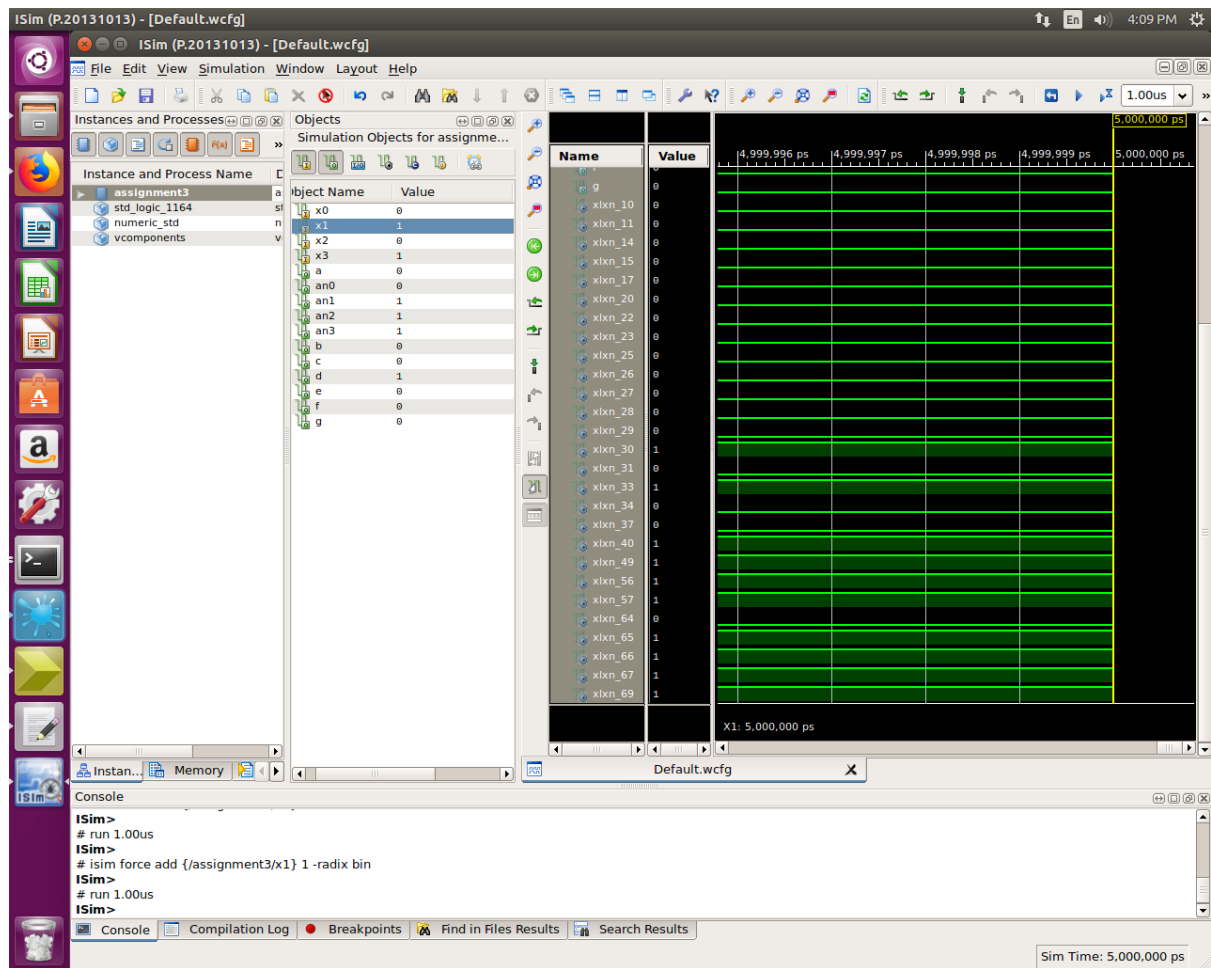 ISim (P.20131013) - [Default.wcfg]
En
4:09 PM
ISim (P.20131013) - [Default.wcfg]
File Edit View Simulation Window Layout Help
1.00us
»
Instances and Processes
F(x)
»
Instance and Process Name
assignment3 a
std_logic_1164 st
numeric_std n
vcomponents v
Objects
Simulation Objects for assignme...
bject Name Value
x0 0
x1 1
x2 0
x3 1
a 0
an0 0
an1 1
an2 1
an3 1
b 0
c 0
d 1
e 0
f 0
g 0
Name Value
g 0
xlxn_10 0
xlxn_11 0
xlxn_14 0
xlxn_15 0
xlxn_17 0
xlxn_20 0
xlxn_22 0
xlxn_23 0
xlxn_25 0
xlxn_26 0
xlxn_27 0
xlxn_28 0
xlxn_29 0
xlxn_30 1
xlxn_31 0
xlxn_33 1
xlxn_34 0
xlxn_37 0
xlxn_40 1
xlxn_49 1
xlxn_56 1
xlxn_57 1
xlxn_64 0
xlxn_65 1
xlxn_66 1
xlxn_67 1
xlxn_69 1
5,000,000 ps
4,999,996 ps 4,999,997 ps 4,999,998 ps 4,999,999 ps 5,000,000 ps
X1: 5,000,000 ps
Instan... Memory
Default.wcfg X
ISim
Console
ISim>
# run 1.00us
ISim>
# isim force add {/assignment3/x1} 1 -radix bin
ISim>
# run 1.00us
ISim>
Console Compilation Log Breakpoints Find in Files Results Search Results
Sim Time: 5,000,000 ps